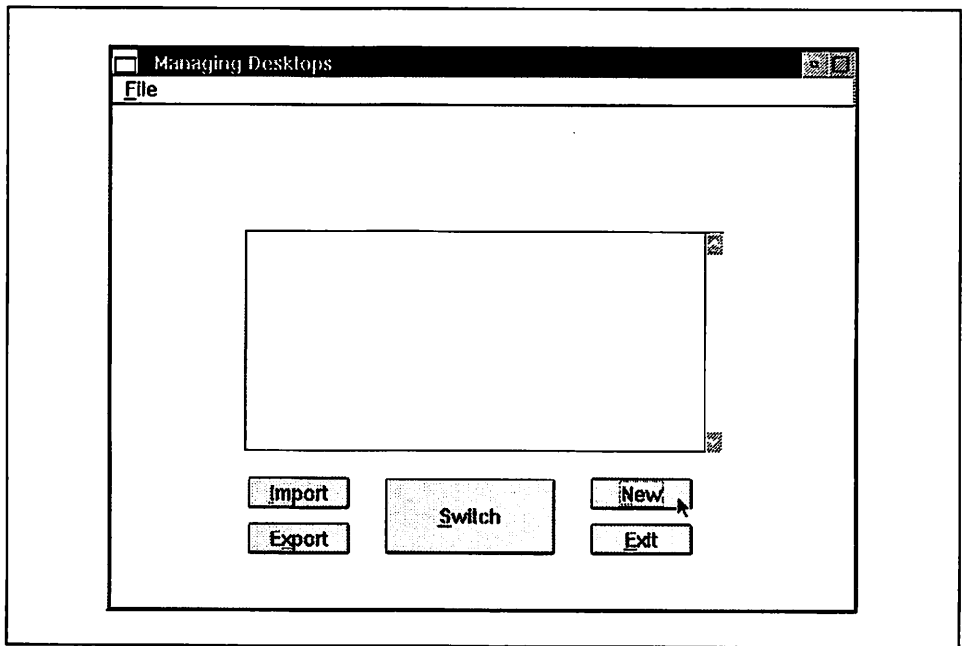 Managing Desktops
File
Import
Switch
New
Export
Exit